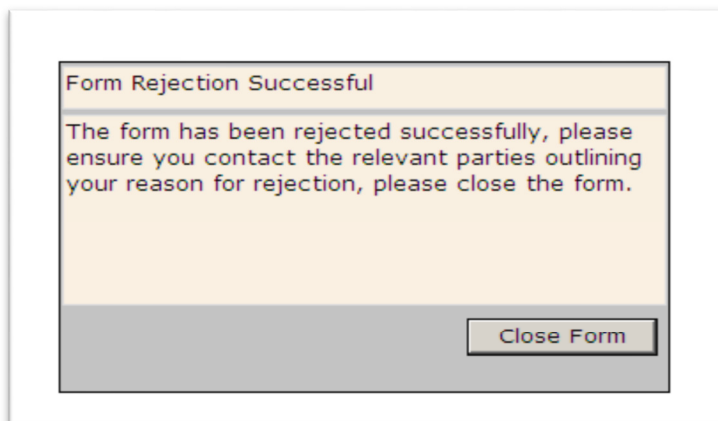 Form Rejection Successful
The form has been rejected successfully, please
ensure you contact the relevant parties outlining
your reason for rejection, please close the form.
Close Form